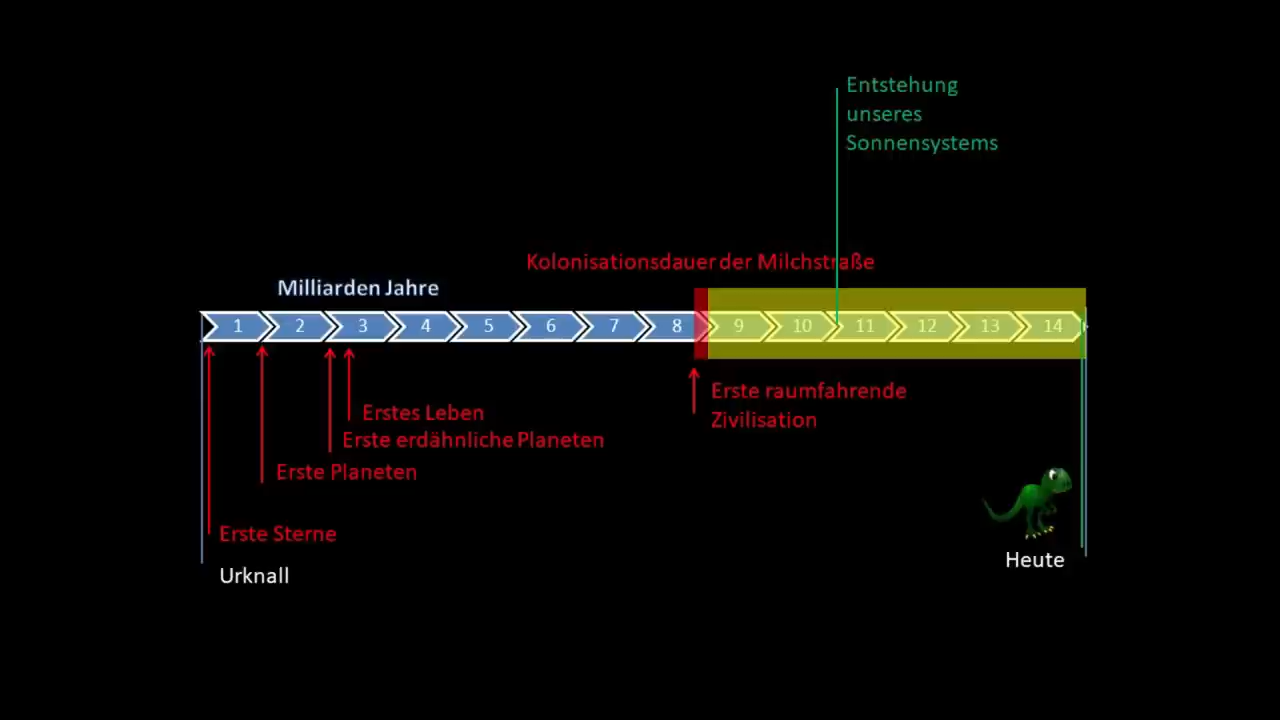 Entstehung
unseres
Sonnensystems
Kolonisationsdauer der Milchstraße
Milliarden Jahre
1 2 3 4 5 6 7 8 9 10 11 12 13 14
Erste raumfahrende
Zivilisation
Erstes Leben
Erste erdähnliche Planeten
Erste Planeten
Erste Sterne
Heute
Urknall